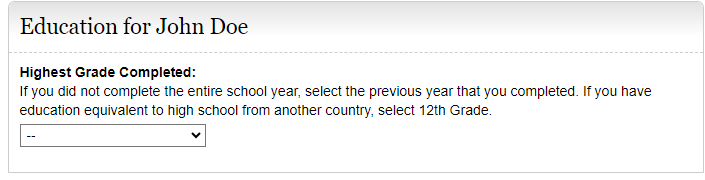 Education for John Doe
Highest Grade Completed:
If you did not complete the entire school year, select the previous year that you completed. If you have
education equivalent to high school from another country, select 12th Grade.
--